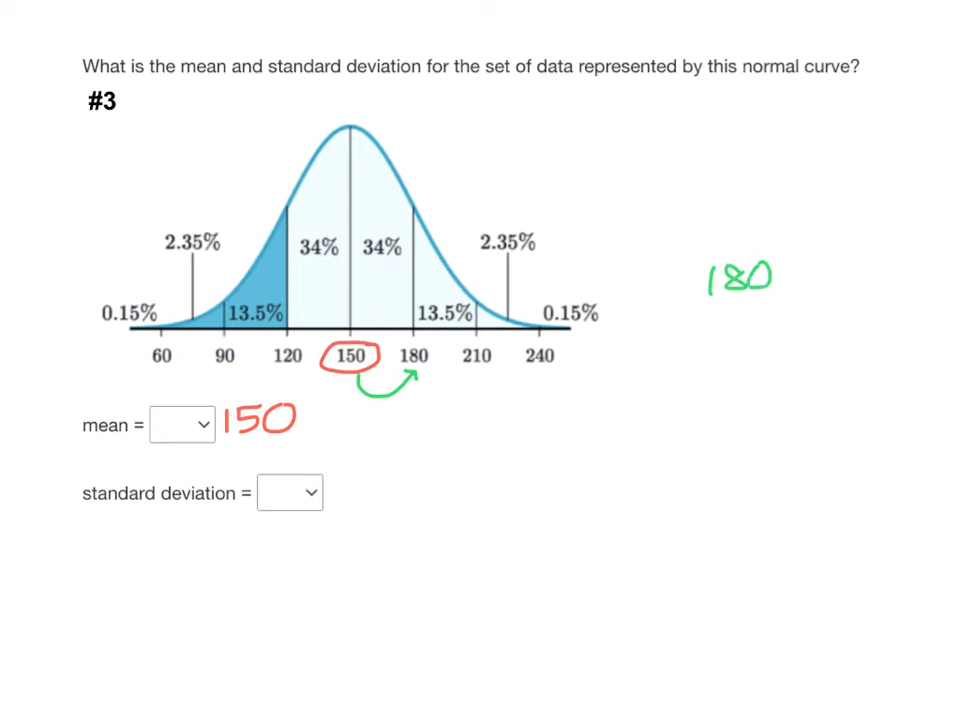 What is the mean and standard deviation for the set of data represented by this normal curve?
#3
2.35% 34% 34% 2.35%
180
0.15% 13.5% 13.5% 0.15%
60 90 120 150 180 210 240
mean = 150
standard deviation =